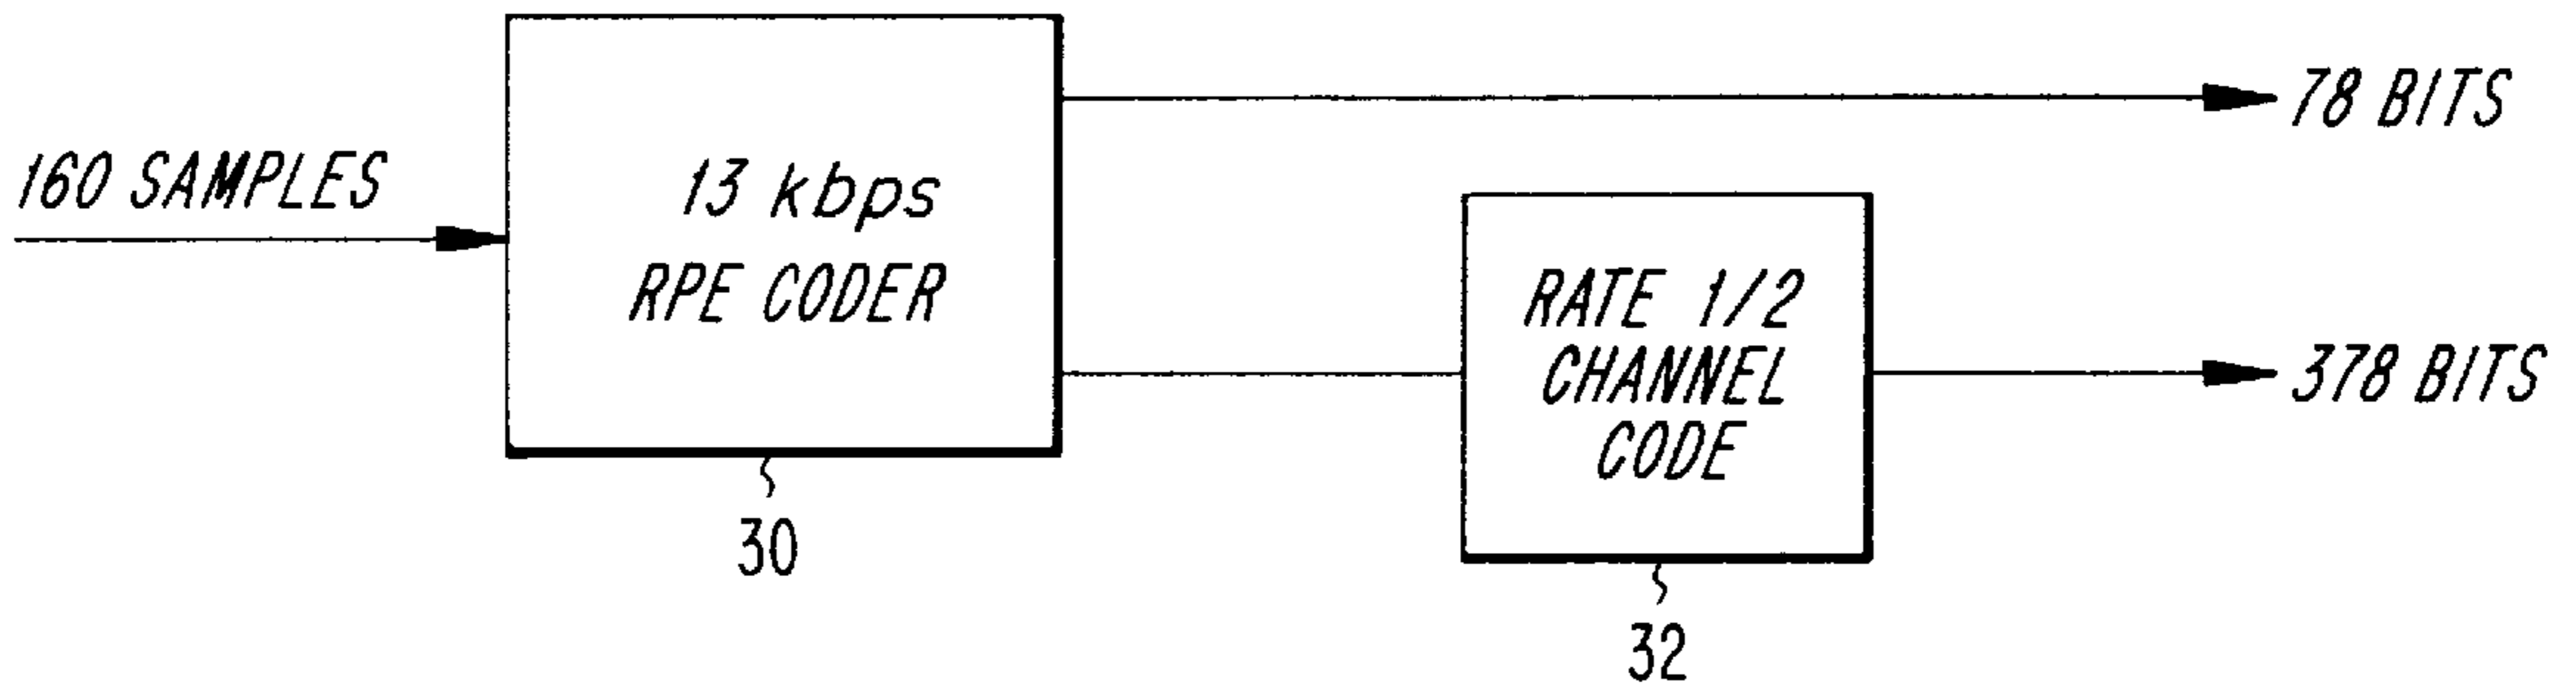 160 SAMPLES
13 kbps
RPE CODER
30
78 BITS
RATE 1/2
CHANNEL
CODE
32
378 BITS